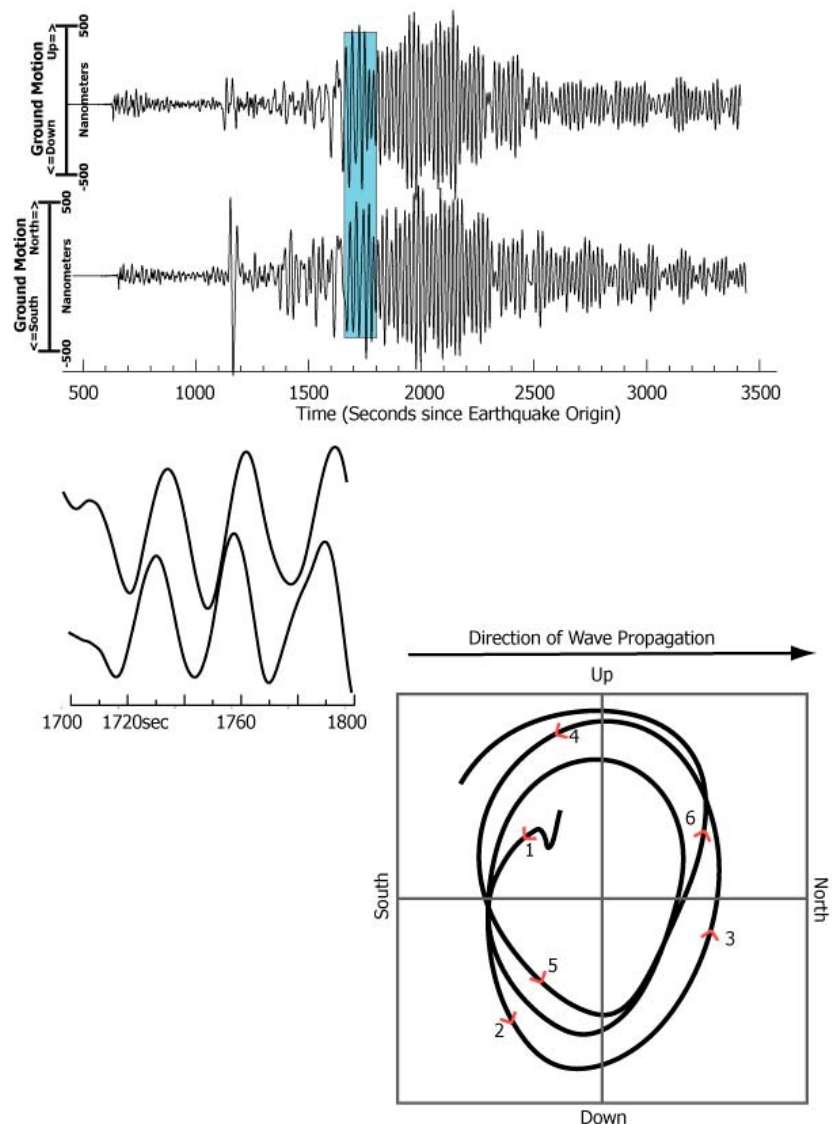 500
Up=>
Ground Motion
Nanometers
<=Down
-500
500
North=>
Ground Motion
Nanometers
<=South
-500
500 1000 1500 2000 2500 3000 3500
Time (Seconds since Earthquake Origin)
1700 1720sec 1760 1800
Direction of Wave Propagation
Up
4
6
1
South
North
3
5
2
Down